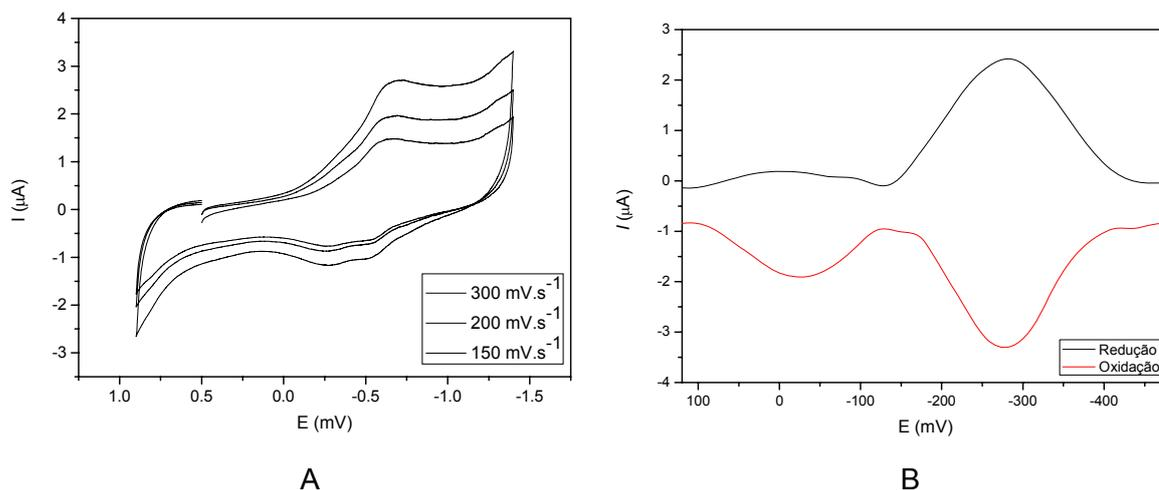 4
3
2
1
0
-1
-2
-3
I (µA)
1.0 0.5 0.0 -0.5 -1.0 -1.5
E (mV)
300 mV.s-1
200 mV.s-1
150 mV.s-1
A
3
2
1
0
-1
-2
-3
-4
I (µA)
100 0 -100 -200 -300 -400
E (mV)
Redução
Oxidação
B